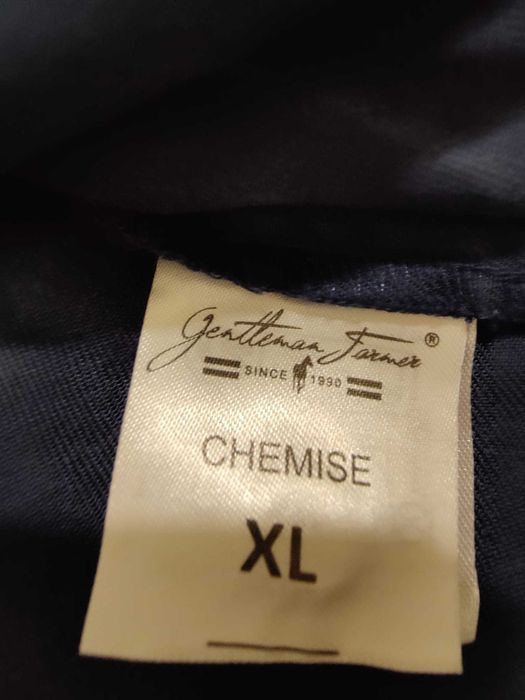 Gentleman Farmer ®
SINCE 1990
CHEMISE
XL